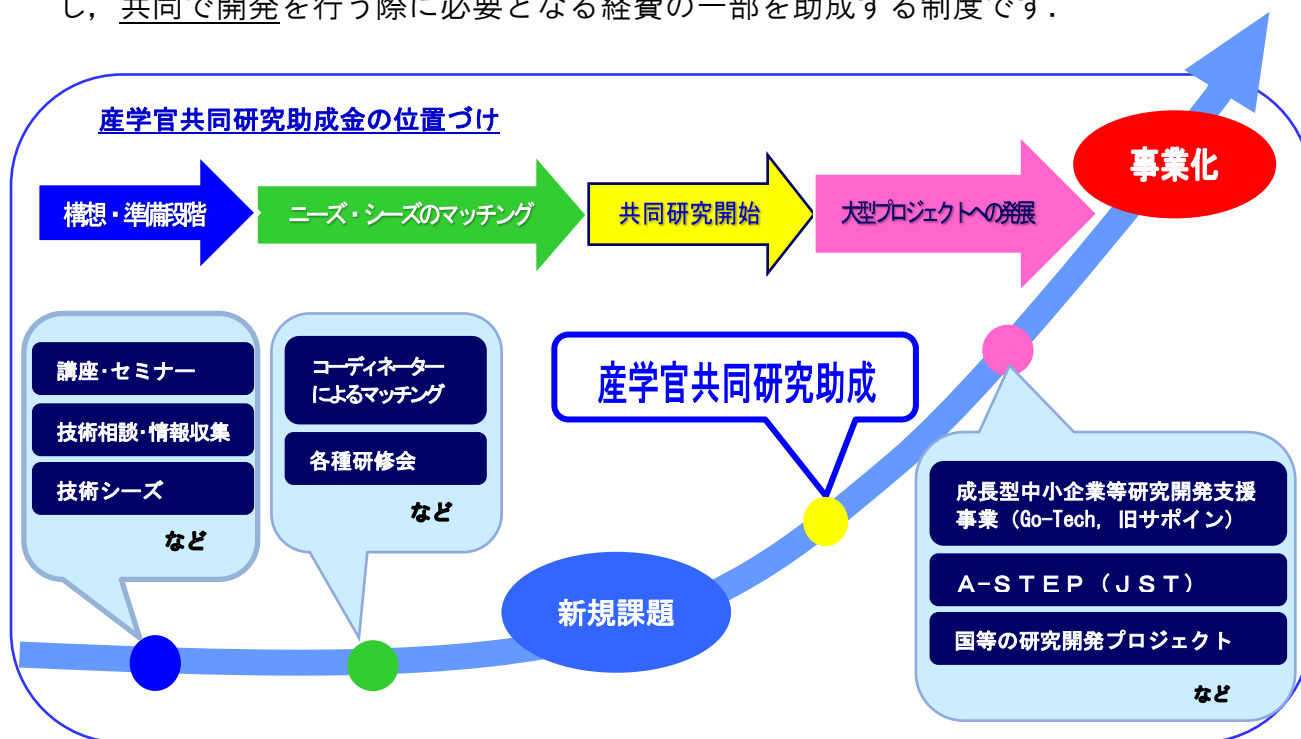 し，共同で開発を行う際に必要となる経費の一部を助成する制度です．
産学官共同研究助成金の位置づけ
構想・準備段階
ニーズ・シーズのマッチング
共同研究開始
大型プロジェクトへの発展
事業化
講座・セミナー
技術相談・情報収集
技術シーズ
など
コーディネーター
によるマッチング
各種研修会
など
産学官共同研究助成
新規課題
成長型中小企業等研究開発支援
事業（Go-Tech，旧サポイン）
Ａ-ＳＴＥＰ（ＪＳＴ）
国等の研究開発プロジェクト
など